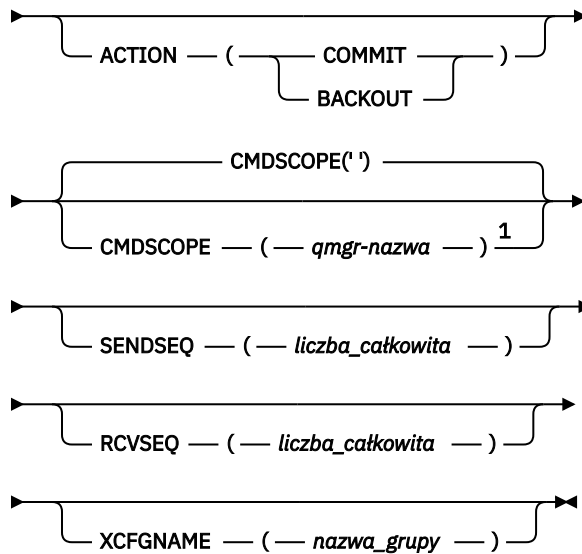 ACTION ( COMMIT )
BACKOUT
CMDSCOPE(' ')
CMDSCOPE ( qmgr-nazwa ) 1
SENDSEQ ( liczba_całkowita )
RCVSEQ ( liczba_całkowita )
XCFGNAME ( nazwa_grupy )